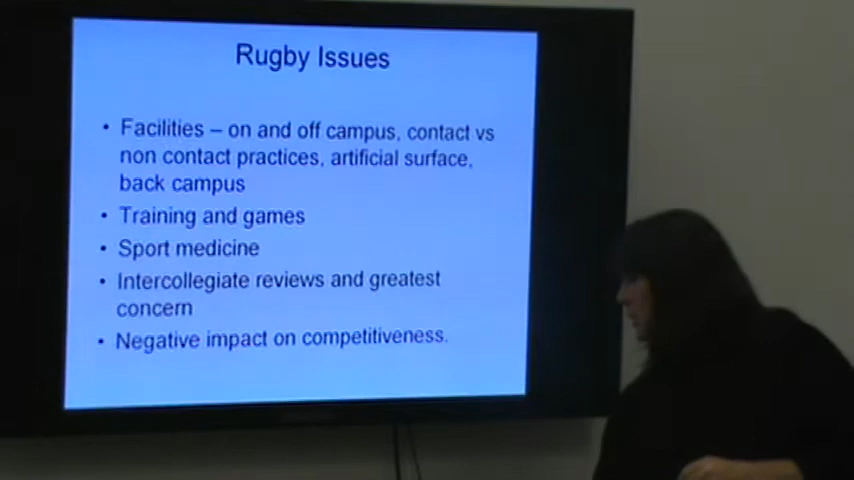 Rugby Issues
• Facilities – on and off campus, contact vs
non contact practices, artificial surface,
back campus
• Training and games
• Sport medicine
• Intercollegiate reviews and greatest
concern
• Negative impact on competitiveness.